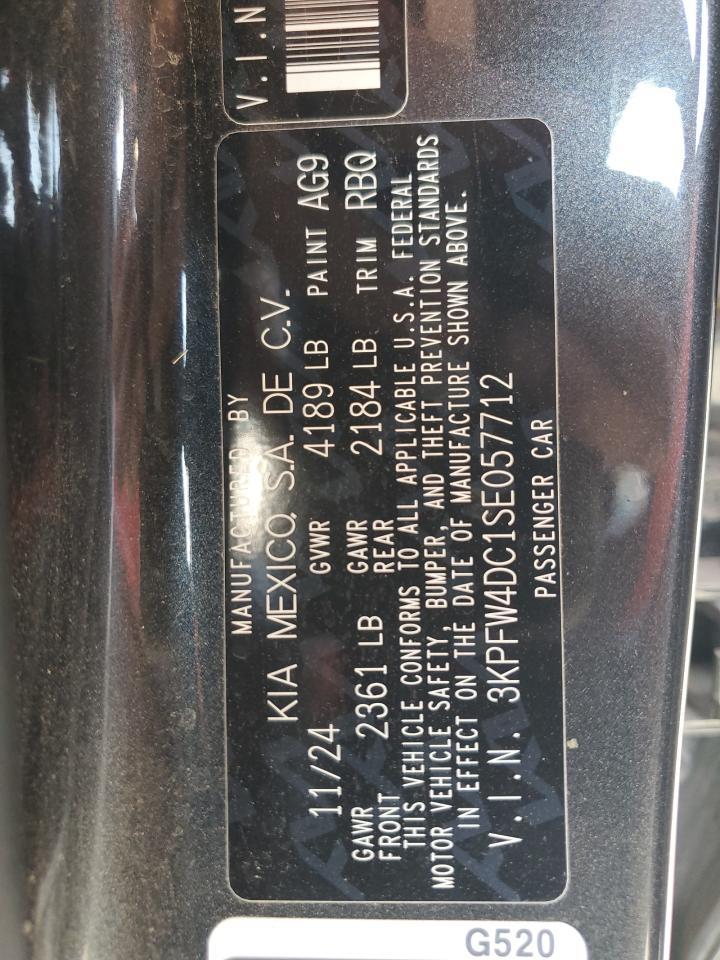 V.I.N
MANUFACTURED BY
KIA MEXICO, S.A. DE C.V.
11/24 GVWR 4189 LB PAINT AG9
GAWR FRONT 2361 LB GAWR REAR 2184 LB TRIM RBQ
THIS VEHICLE CONFORMS TO ALL APPLICABLE U.S.A. FEDERAL
MOTOR VEHICLE SAFETY, BUMPER, AND THEFT PREVENTION STANDARDS
IN EFFECT ON THE DATE OF MANUFACTURE SHOWN ABOVE.
V.I.N. 3KPFW4DC1SE057712
PASSENGER CAR
G520